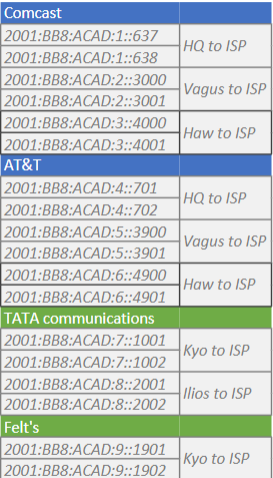 Comcast
2001:BB8:ACAD:1::637
HQ to ISP
2001:BB8:ACAD:1::638
2001:BB8:ACAD:2::3000
Vagus to ISP
2001:BB8:ACAD:2::3001
2001:BB8:ACAD:3::4000
Haw to ISP
2001:BB8:ACAD:3::4001
AT&T
2001:BB8:ACAD:4::701
HQ to ISP
2001:BB8:ACAD:4::702
2001:BB8:ACAD:5::3900
Vagus to ISP
2001:BB8:ACAD:5::3901
2001:BB8:ACAD:6::4900
Haw to ISP
2001:BB8:ACAD:6::4901
TATA communications
2001:BB8:ACAD:7::1001
Kyo to ISP
2001:BB8:ACAD:7::1002
2001:BB8:ACAD:8::2001
Ilios to ISP
2001:BB8:ACAD:8::2002
Felt's
2001:BB8:ACAD:9::1901
Kyo to ISP
2001:BB8:ACAD:9::1902